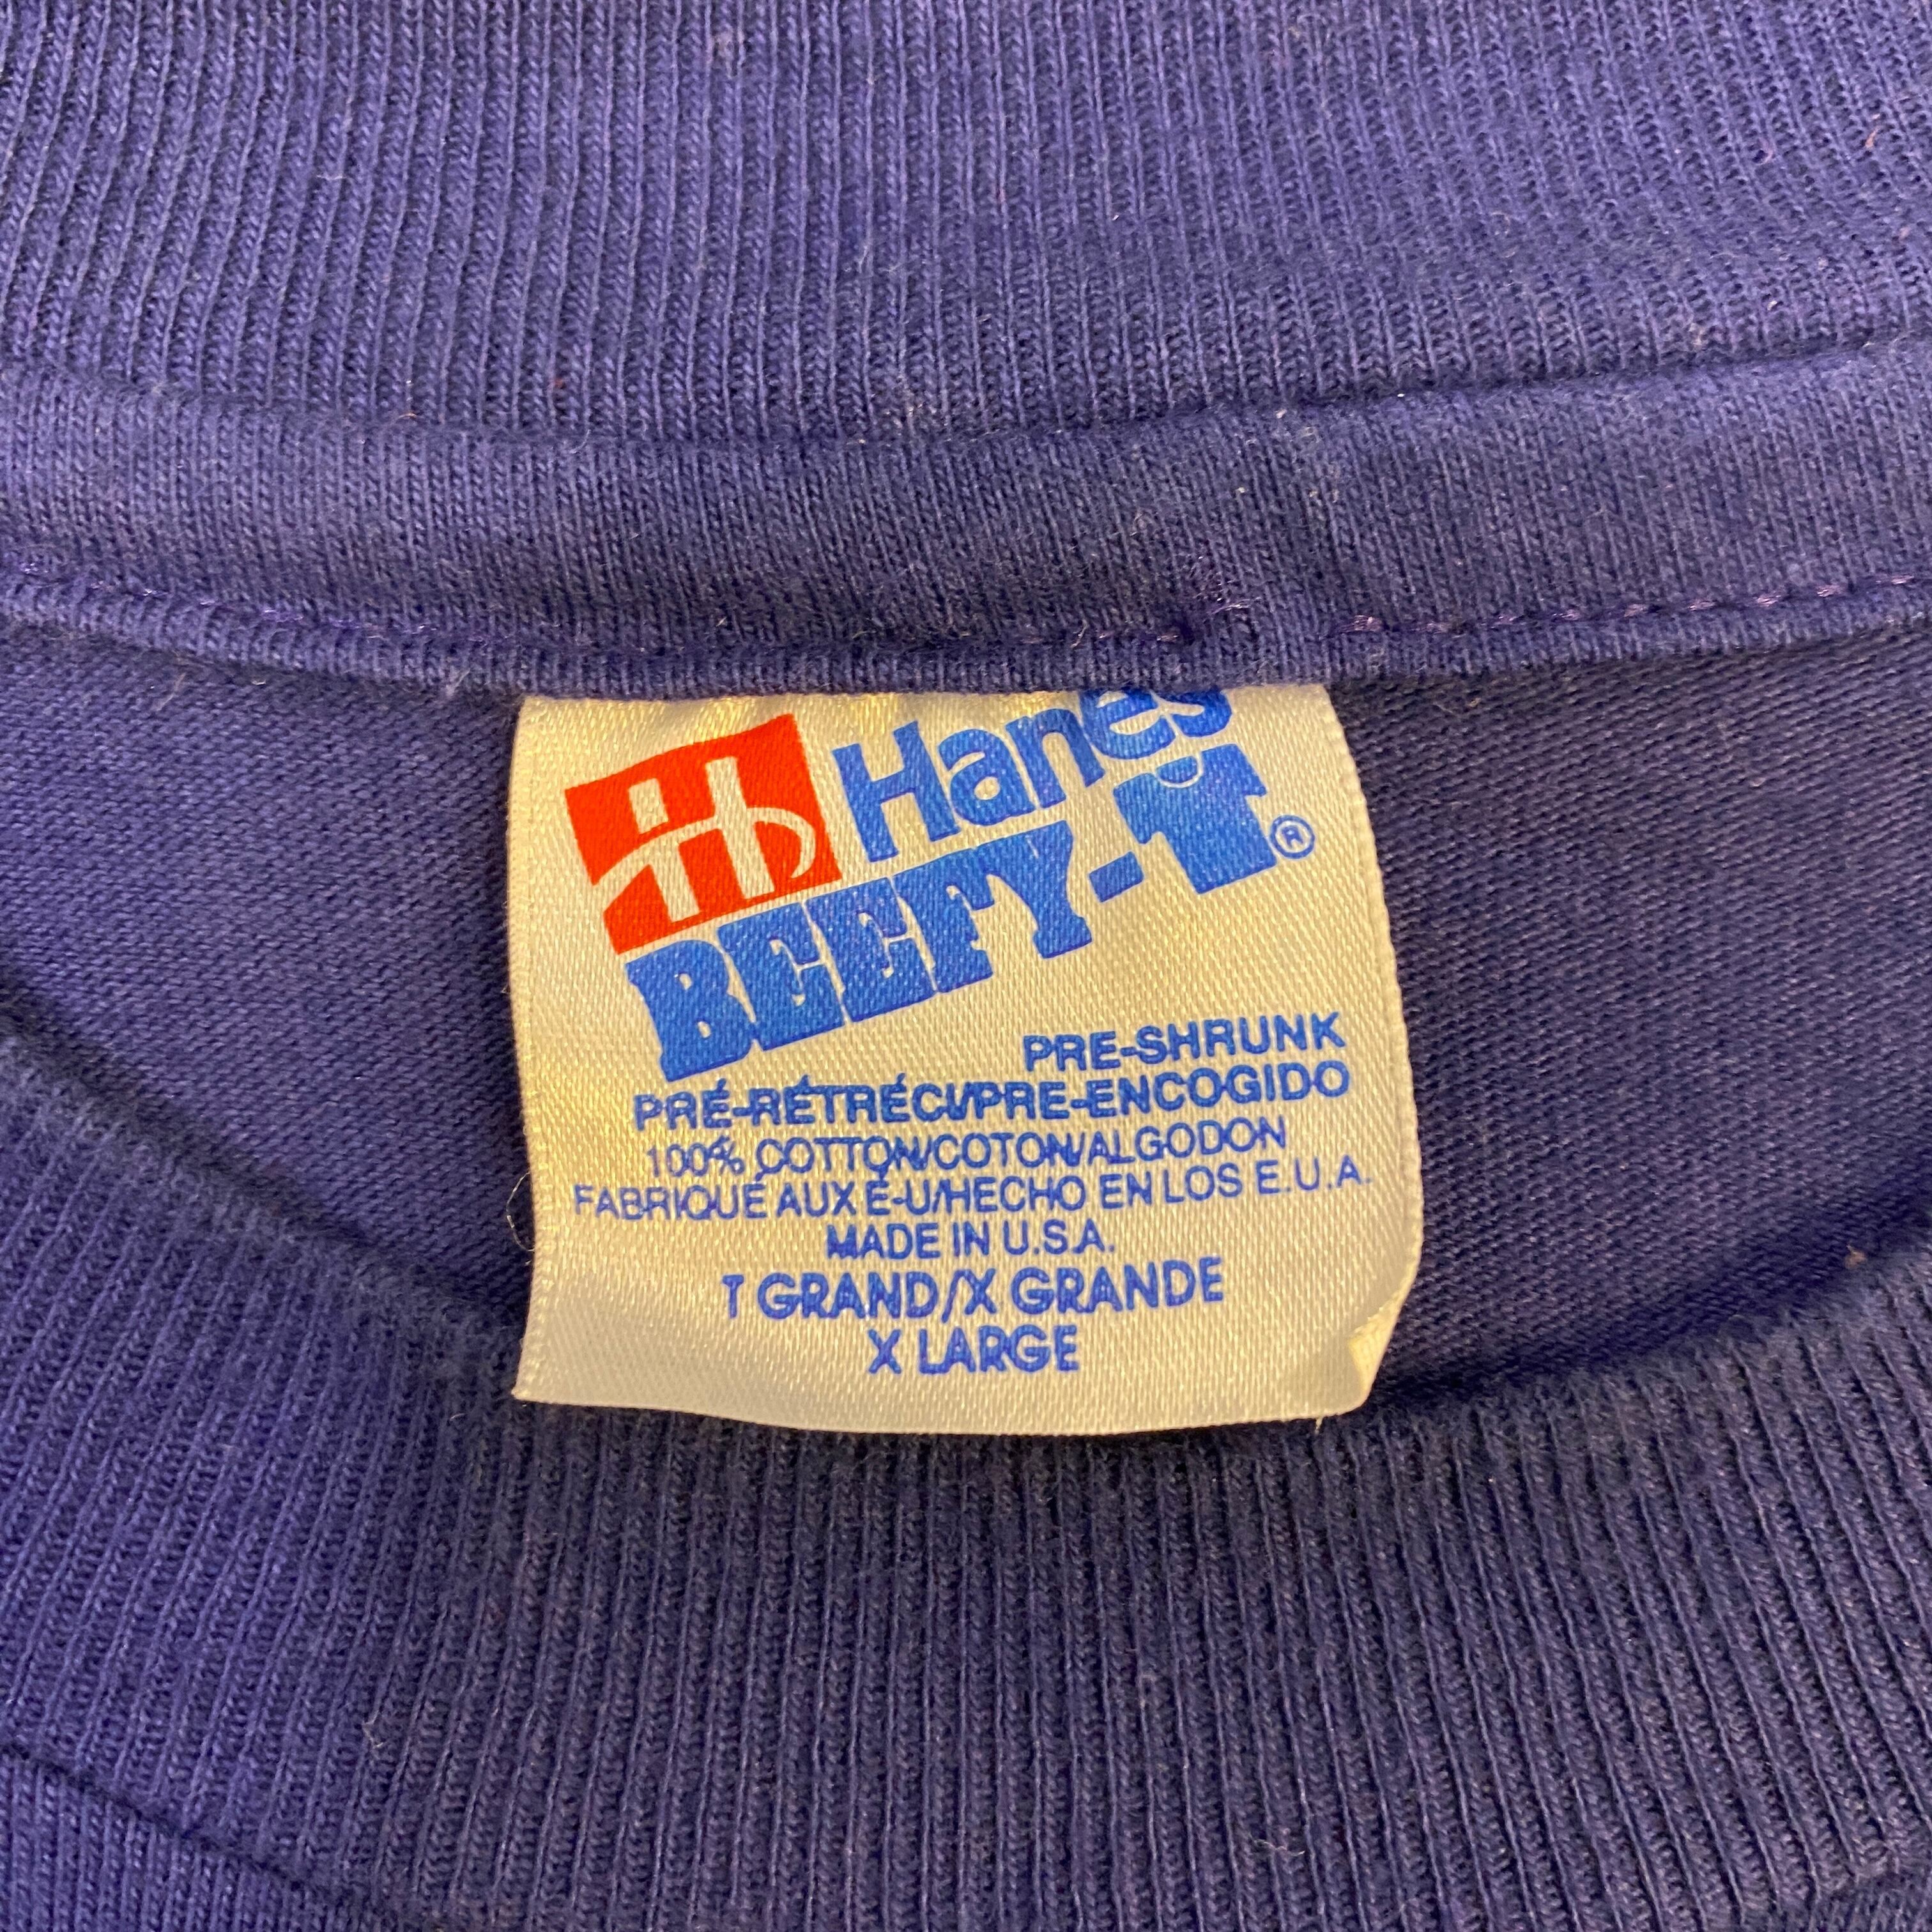 Hanes
BEEFY-T®
PRE-SHRUNK
PRÉ-RÉTRÉCI/PRE-ENCOGIDO
100% COTTON/COTON/ALGODON
FABRIQUÉ AUX É-U/HECHO EN LOS E.U.A.
MADE IN U.S.A.
T GRAND/X GRANDE
X LARGE